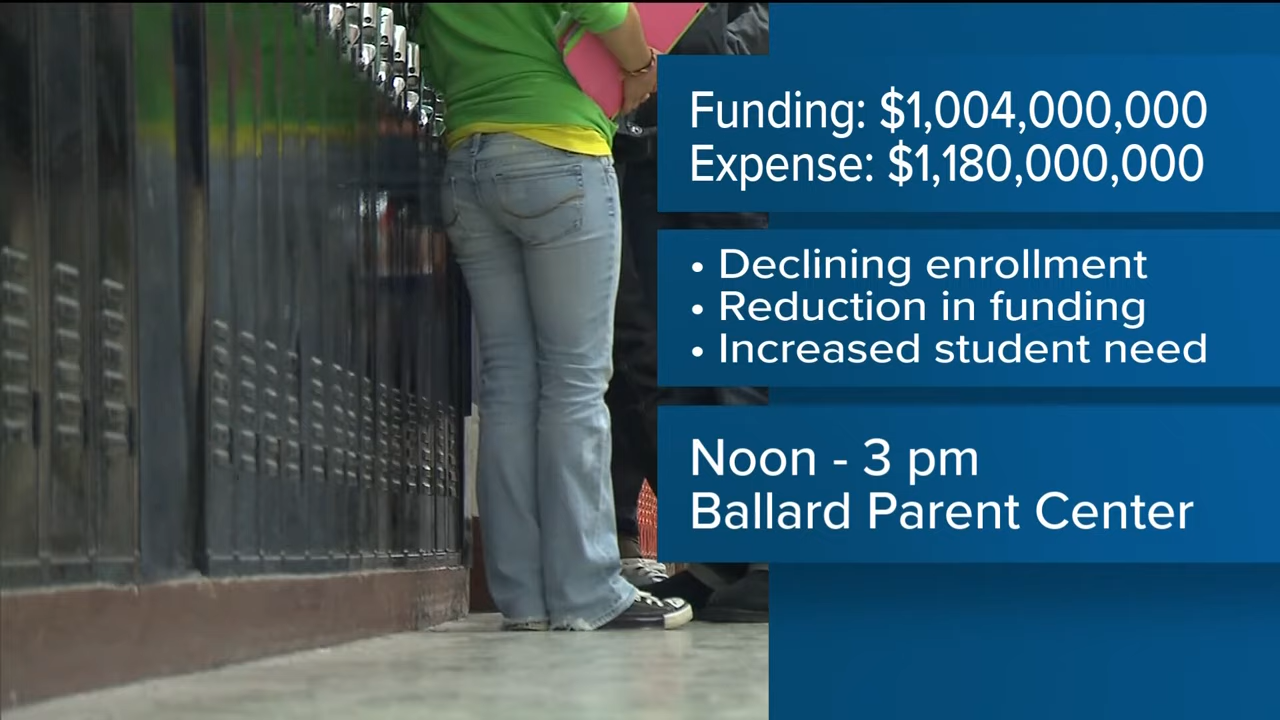 Funding: $1,004,000,000
Expense: $1,180,000,000
• Declining enrollment
• Reduction in funding
• Increased student need
Noon - 3 pm
Ballard Parent Center